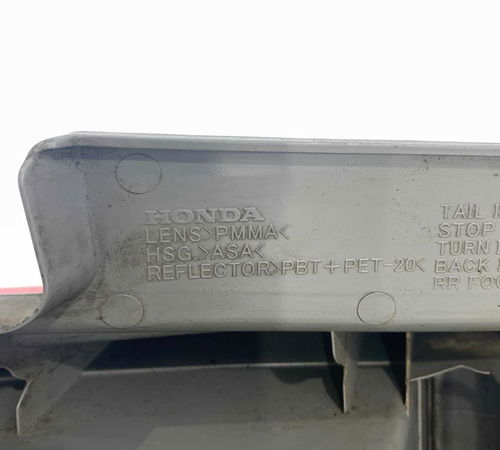 HONDA
LENS>PMMA<
HSG.>ASA<
REFLECTOR>PBT+PET-20<
TAIL
STOP
TURN
BACK
RR